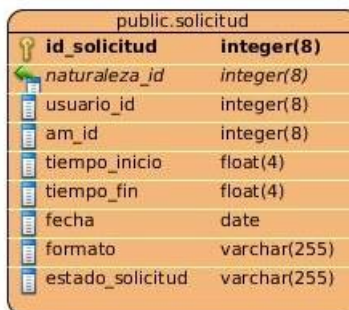 public.solicitud
id_solicitud integer(8)
naturaleza_id integer(8)
usuario_id integer(8)
am_id integer(8)
tiempo_inicio float(4)
tiempo_fin float(4)
fecha date
formato varchar(255)
estado_solicitud varchar(255)